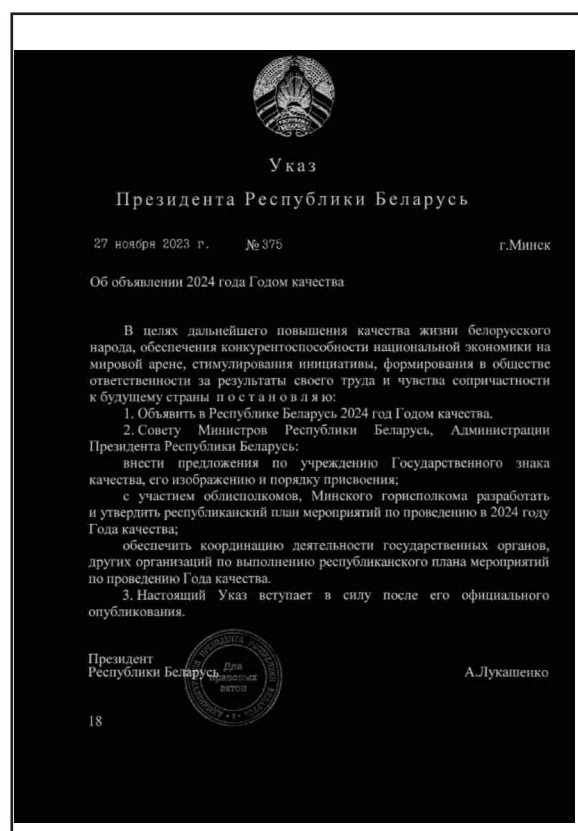 Указ
Президента Республики Беларусь
27 ноября 2023 г. № 375 г.Минск
Об объявлении 2024 года Годом качества
В целях дальнейшего повышения качества жизни белорусского
народа, обеспечения конкурентоспособности национальной экономики на
мировой арене, стимулирования инициативы, формирования в обществе
ответственности за результаты своего труда и чувства сопричастности
к будущему страны п о с т а н о в л я ю:
1. Объявить в Республике Беларусь 2024 год Годом качества.
2. Совету Министров Республики Беларусь, Администрации
Президента Республики Беларусь:
внести предложения по учреждению Государственного знака
качества, его изображению и порядку присвоения;
с участием облисполкомов, Минского горисполкома разработать
и утвердить республиканский план мероприятий по проведению в 2024 году
Года качества;
обеспечить координацию деятельности государственных органов,
других организаций по выполнению республиканского плана мероприятий
по проведению Года качества.
3. Настоящий Указ вступает в силу после его официального
опубликования.
Президент
Республики Беларусь А.Лукашенко
Для
правовых
актов
18